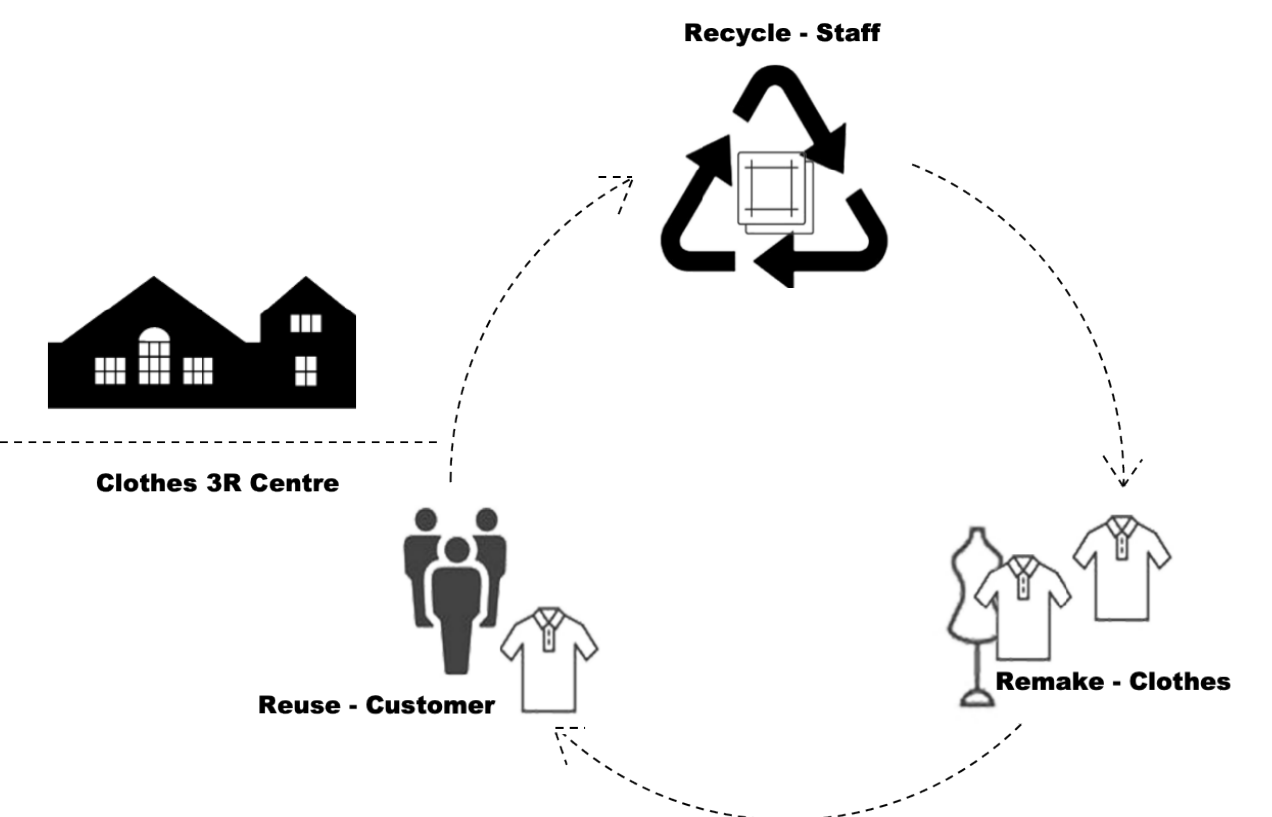 Recycle - Staff
Clothes 3R Centre
Remake - Clothes
Reuse - Customer